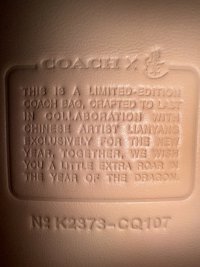 COACH X
THIS IS A LIMITED-EDITION
COACH BAG, CRAFTED TO LAST
IN COLLABORATION WITH
CHINESE ARTIST LIANYANG
EXCLUSIVELY FOR THE NEW
YEAR. TOGETHER, WE WISH
YOU A LITTLE EXTRA ROAR IN
THE YEAR OF THE DRAGON.
Nº K2373-CQ107